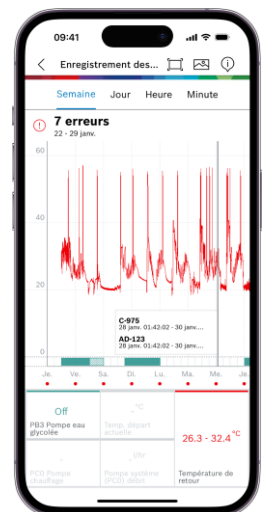 09:41
Enregistrement des...
Semaine Jour Heure Minute
7 erreurs
22 - 29 janv.
60
40
20
C-975
28 janv. 01:42:02 - 30 janv....
AD-123
28 janv. 01:42:02 - 30 janv....
0
Je. Ve. Sa. Di. Lu. Ma. Me. Je.
Off
PB3 Pompe eau
glycolée
- °C
Temp. départ
actuelle
26.3 - 32.4 °C
Température de
retour
-
PC0 Pompe
chauffage
- Uhr
Pompe système
(PC0) début